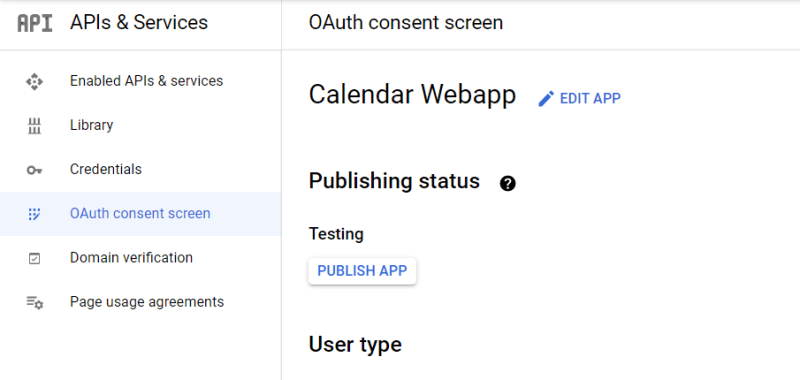 API APIs & Services
Enabled APIs & services
Library
Credentials
OAuth consent screen
Domain verification
Page usage agreements
OAuth consent screen
Calendar Webapp EDIT APP
Publishing status ?
Testing
PUBLISH APP
User type